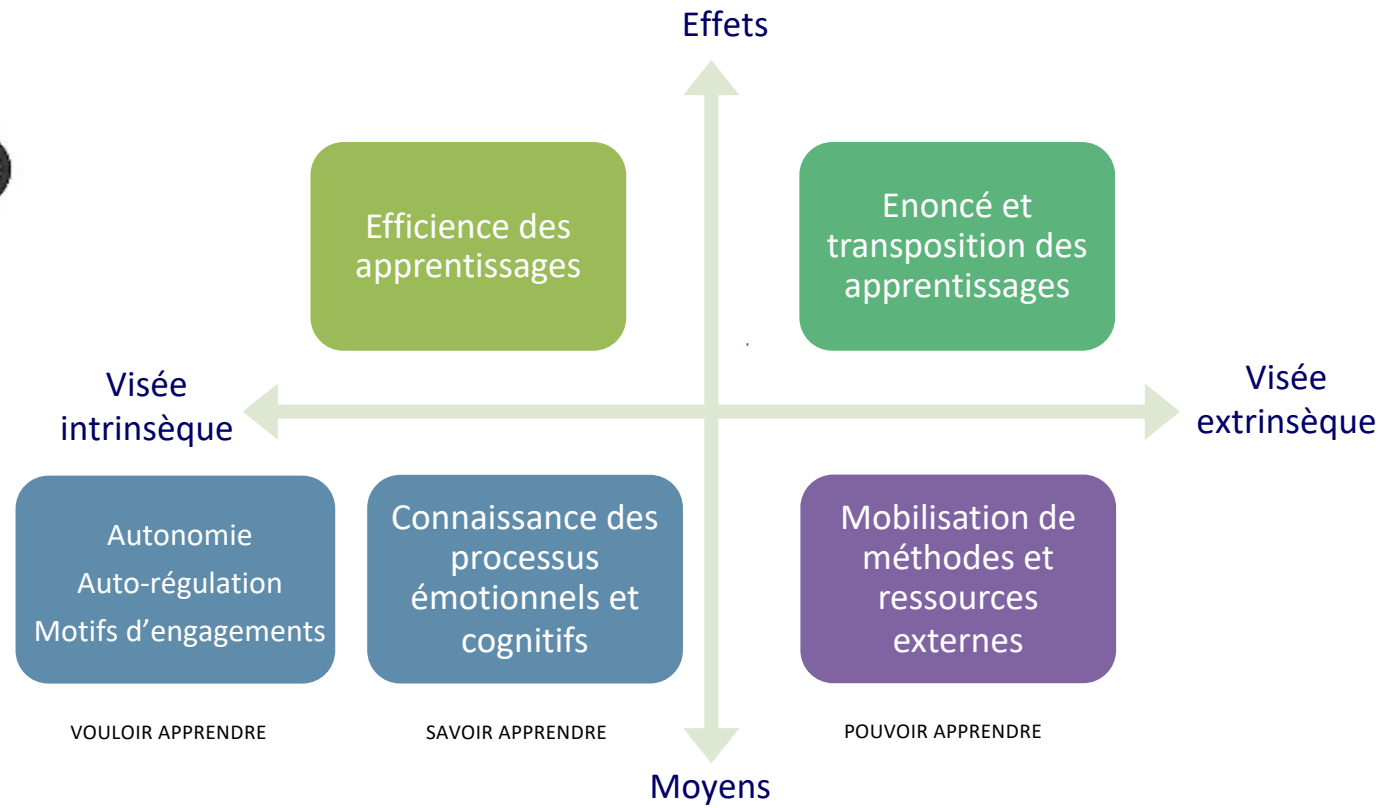 Effets
Efficience des
apprentissages
Enoncé et
transposition des
apprentissages
Visée
intrinsèque
Visée
extrinsèque
Autonomie
Auto-régulation
Motifs d’engagements
Connaissance des
processus
émotionnels et
cognitifs
Mobilisation de
méthodes et
ressources
externes
VOULOIR APPRENDRE
SAVOIR APPRENDRE
POUVOIR APPRENDRE
Moyens